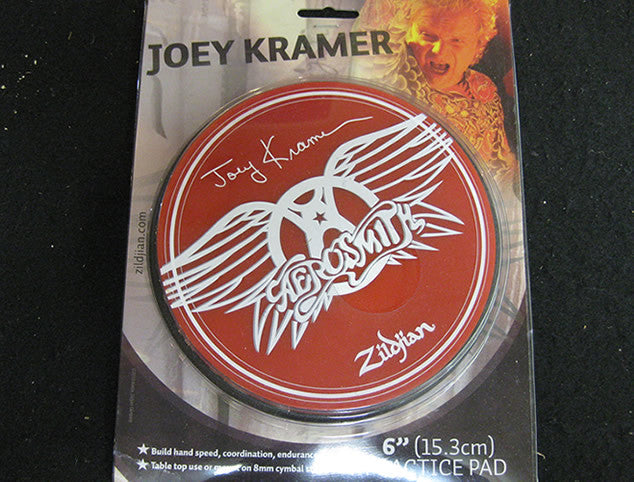 JOEY KRAMER
Joey Kramer
AEROSMITH
Zildjian
zildjian.com
6” (15.3cm)
PRACTICE PAD
★ Build hand speed, coordination, endurance
★ Table top use or mount on 8mm cymbal